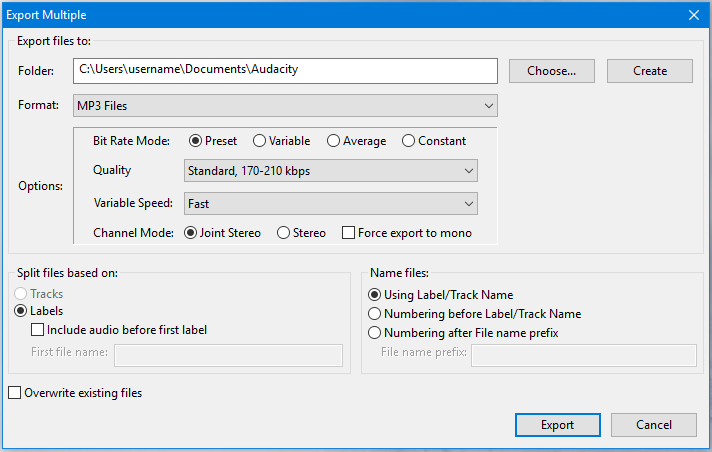 Export Multiple
Export files to:
Folder: C:\Users\username\Documents\Audacity Choose... Create
Format: MP3 Files
Options:
Bit Rate Mode: Preset Variable Average Constant
Quality Standard, 170-210 kbps
Variable Speed: Fast
Channel Mode: Joint Stereo Stereo Force export to mono
Split files based on:
Tracks
Labels
Include audio before first label
First file name:
Name files:
Using Label/Track Name
Numbering before Label/Track Name
Numbering after File name prefix
File name prefix:
Overwrite existing files
Export Cancel